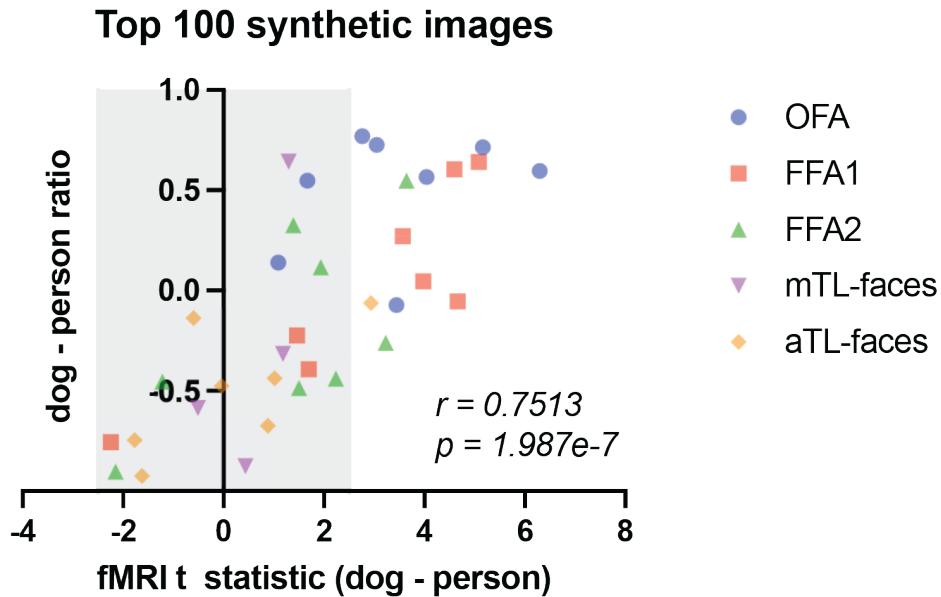 Top 100 synthetic images
1.0
0.5
0.0
-0.5
dog - person ratio
-4 -2 0 2 4 6 8
fMRI t statistic (dog - person)
r = 0.7513
p = 1.987e-7
OFA
FFA1
FFA2
mTL-faces
aTL-faces